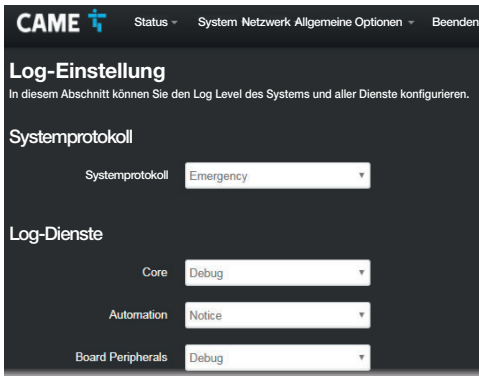 CAME Status System Netzwerk Allgemeine Optionen Beenden
Log-Einstellung
In diesem Abschnitt können Sie den Log Level des Systems und aller Dienste konfigurieren.
Systemprotokoll
Systemprotokoll Emergency
Log-Dienste
Core Debug
Automation Notice
Board Peripherals Debug